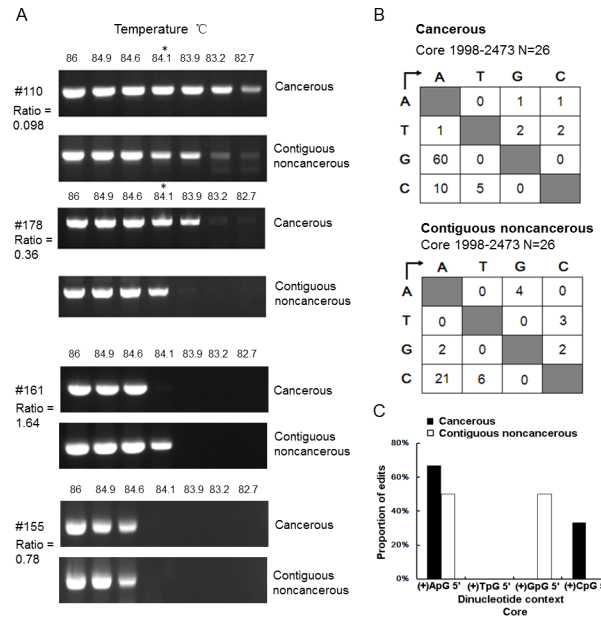 A
Temperature ℃
86 84.9 84.6 84.1 83.9 83.2 82.7
*
#110
Ratio =
0.098
Cancerous
Contiguous
noncancerous
86 84.9 84.6 84.1 83.9 83.2 82.7
*
#178
Ratio =
0.36
Cancerous
Contiguous
noncancerous
86 84.9 84.6 84.1 83.9 83.2 82.7
#161
Ratio =
1.64
Cancerous
Contiguous
noncancerous
86 84.9 84.6 84.1 83.9 83.2 82.7
#155
Ratio =
0.78
Cancerous
Contiguous
noncancerous
B
Cancerous
Core 1998-2473 N=26
A T G C
A 0 1 1
T 1 2 2
G 60 0 0
C 10 5 0
Contiguous noncancerous
Core 1998-2473 N=26
A T G C
A 0 4 0
T 0 0 3
G 2 0 2
C 21 6 0
C
Cancerous
Contiguous noncancerous
Proportion of edits
80%
60%
40%
20%
0%
(+)ApG 5' (+)TpG 5' (+)GpG 5' (+)CpG 5'
Dinucleotide context
Core